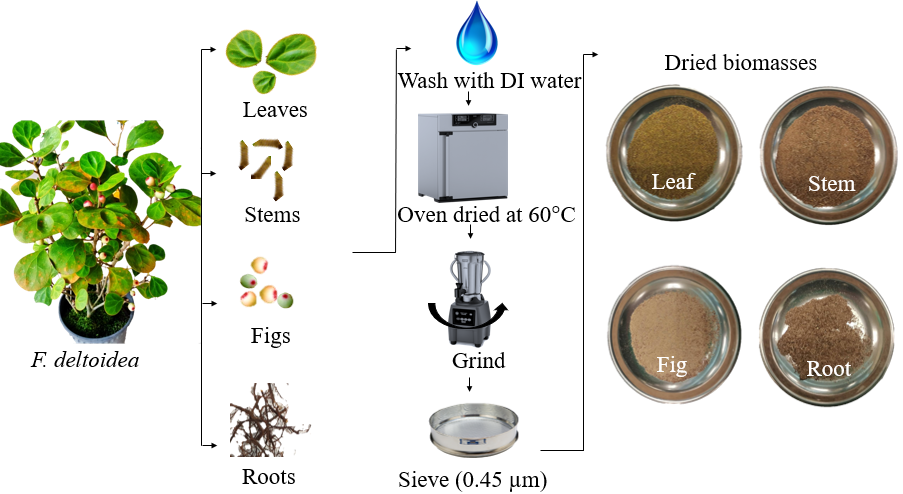 F. deltoidea
Leaves
Stems
Figs
Roots
Wash with DI water
Oven dried at 60°C
Grind
Sieve (0.45 µm)
Dried biomasses
Leaf
Stem
Fig
Root